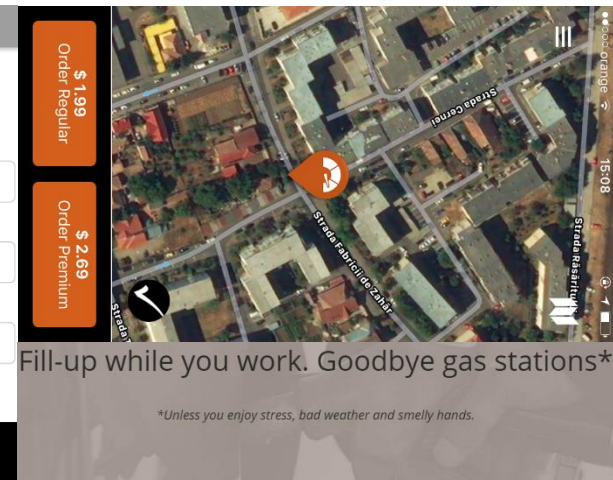 orange
15:08
Strada Cernei
Strada Răsăritului
Strada Fabricii de Zahăr
Strada
$ 1.99
Order Regular
$ 2.69
Order Premium
Fill-up while you work. Goodbye gas stations*
*Unless you enjoy stress, bad weather and smelly hands.